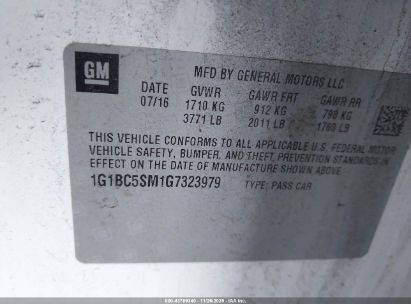 GM
MFD BY GENERAL MOTORS LLC
DATE GVWR GAWR FRT GAWR RR
07/16 1710 KG 912 KG 798 KG
3771 LB 2011 LB 1760 LB
THIS VEHICLE CONFORMS TO ALL APPLICABLE U.S. FEDERAL MOTOR
VEHICLE SAFETY, BUMPER, AND THEFT PREVENTION STANDARDS IN
EFFECT ON THE DATE OF MANUFACTURE SHOWN ABOVE.
1G1BC5SM1G7323979 TYPE: PASS CAR